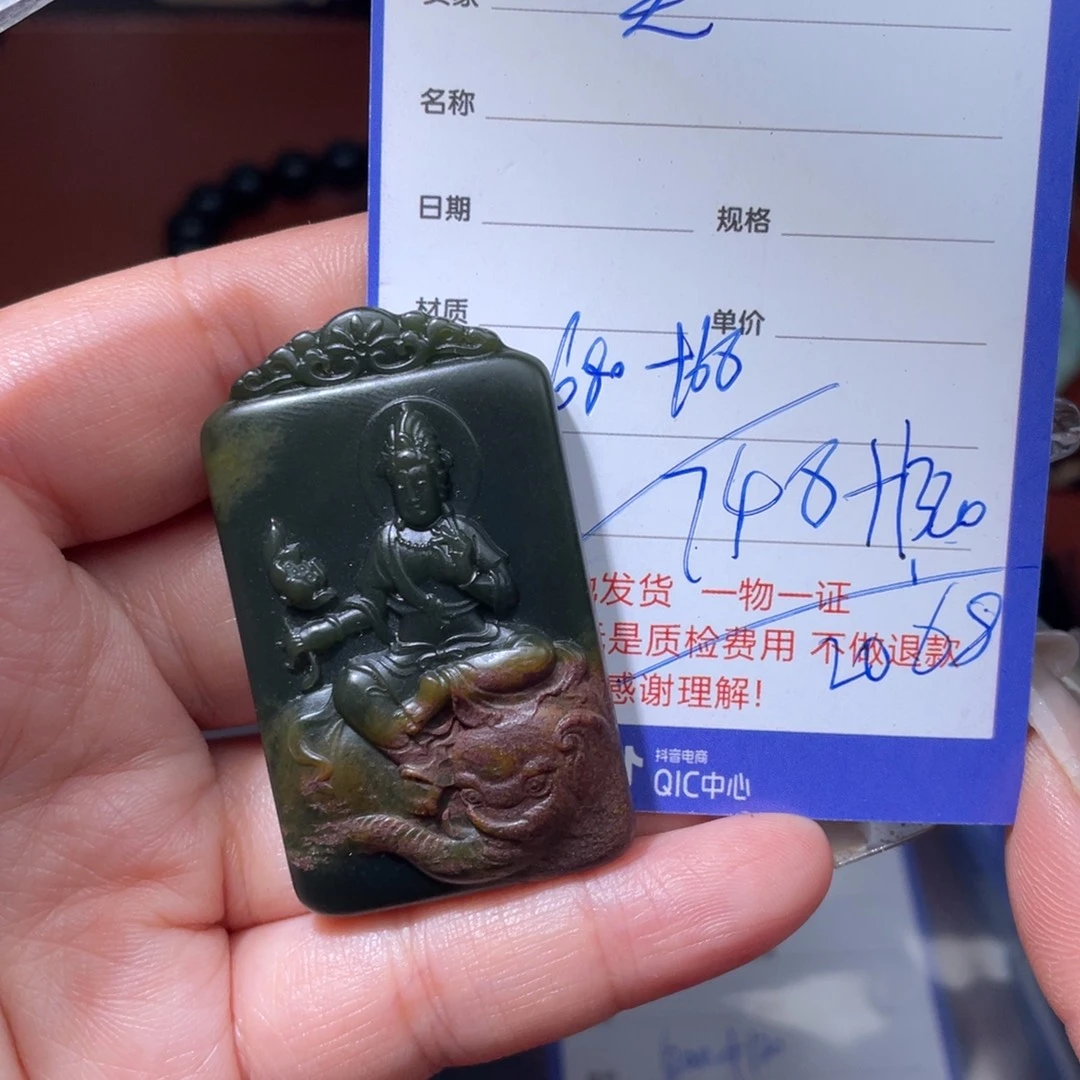 名称
日期 规格
材质 单价
680 +68
748+1320
2068
发货 一物一证
是质检费用 不做退款
感谢理解!
抖音电商
QIC中心